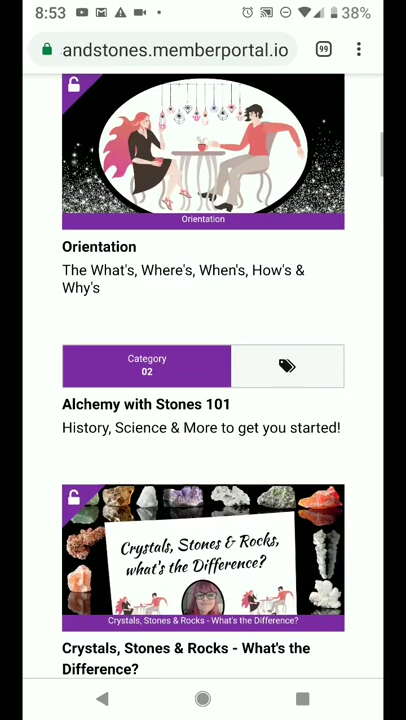 8:53
38%
andstones.memberportal.io
99
Orientation
Orientation
The What's, Where's, When's, How's &
Why's
Category
02
Alchemy with Stones 101
History, Science & More to get you started!
Crystals, Stones & Rocks,
what's the Difference?
Crystals, Stones & Rocks - What's the Difference?
Crystals, Stones & Rocks - What's the
Difference?